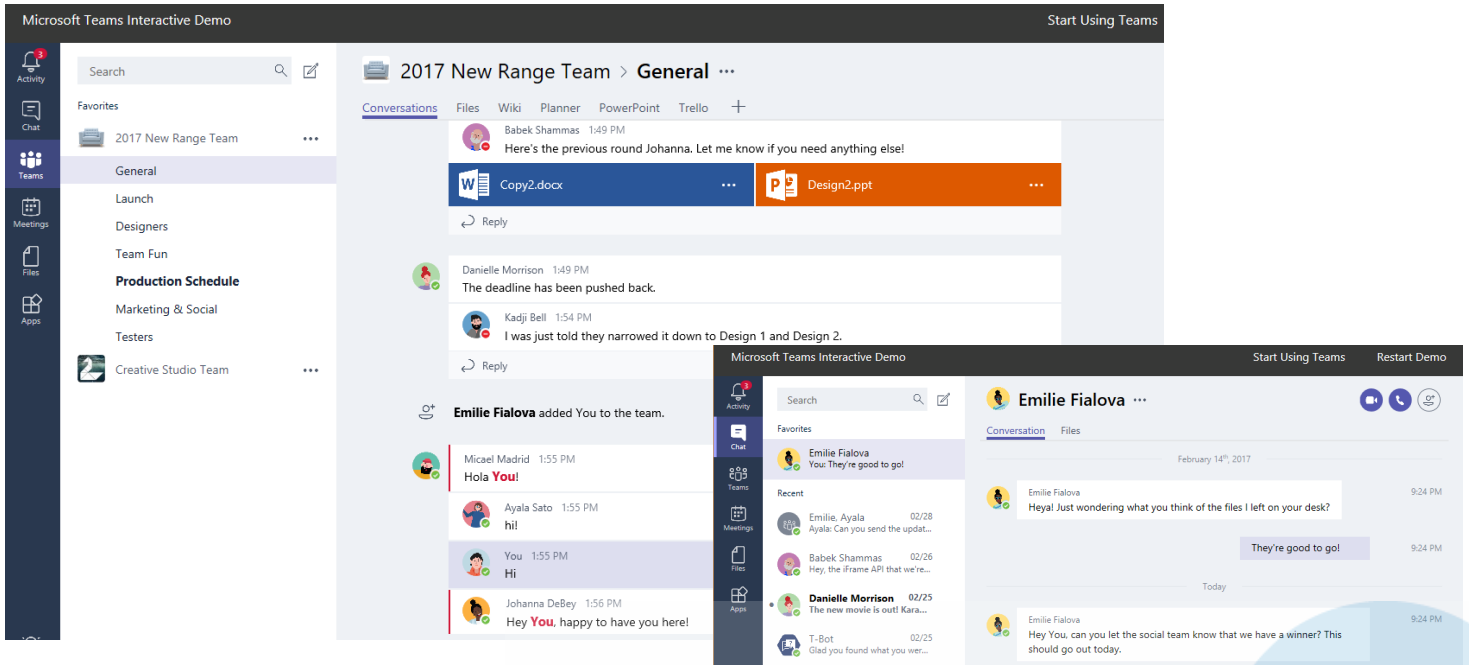 Microsoft Teams Interactive Demo
Start Using Teams
3
Activity
Chat
Teams
Meetings
Files
Apps
Search
Favorites
2017 New Range Team
General
Launch
Designers
Team Fun
Production Schedule
Marketing & Social
Testers
Creative Studio Team
2017 New Range Team > General ...
Conversations Files Wiki Planner PowerPoint Trello +
Babek Shammas 1:49 PM
Here's the previous round Johanna. Let me know if you need anything else!
Copy2.docx
Design2.ppt
Reply
Danielle Morrison 1:49 PM
The deadline has been pushed back.
Kadji Bell 1:54 PM
I was just told they narrowed it down to Design 1 and Design 2.
Reply
Emilie Fialova added You to the team.
Micael Madrid 1:55 PM
Hola You!
Ayala Sato 1:55 PM
hi!
You 1:55 PM
Hi
Johanna DeBey 1:56 PM
Hey You, happy to have you here!
Microsoft Teams Interactive Demo
Start Using Teams
Restart Demo
3
Activity
Chat
Teams
Meetings
Files
Apps
Search
Favorites
Emilie Fialova
You: They're good to go!
Recent
Emilie, Ayala 02/28
Ayala: Can you send the updat...
Babek Shammas 02/26
Hey, the iFrame API that we're...
Danielle Morrison 02/25
The new movie is out! Kara...
T-Bot 02/25
Glad you found what you wer...
Emilie Fialova ...
Conversation Files
February 14th, 2017
Emilie Fialova
Heya! Just wondering what you think of the files I left on your desk?
9:24 PM
They're good to go!
9:24 PM
Today
Emilie Fialova
Hey You, can you let the social team know that we have a winner? This
should go out today.
9:24 PM